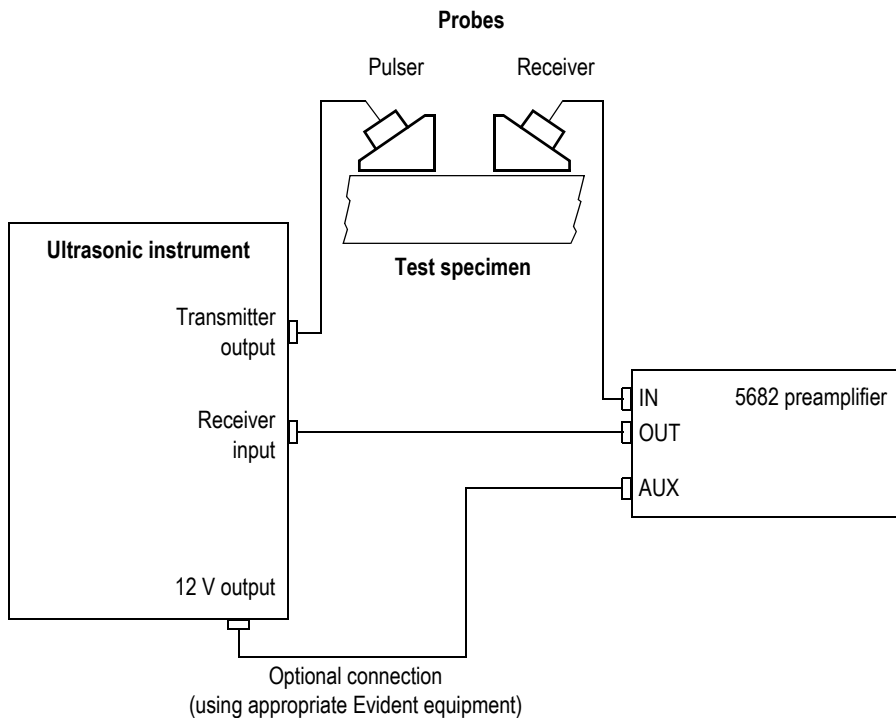 Probes
Pulser
Receiver
Ultrasonic instrument
Test specimen
Transmitter
output
Receiver
input
IN
5682 preamplifier
OUT
AUX
12 V output
Optional connection
(using appropriate Evident equipment)